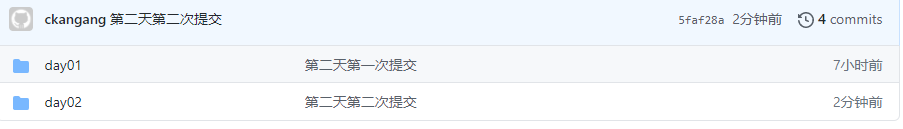 ckangang 第二天第二次提交 5faf28a 2分钟前 4 commits
day01 第二天第一次提交 7小时前
day02 第二天第二次提交 2分钟前